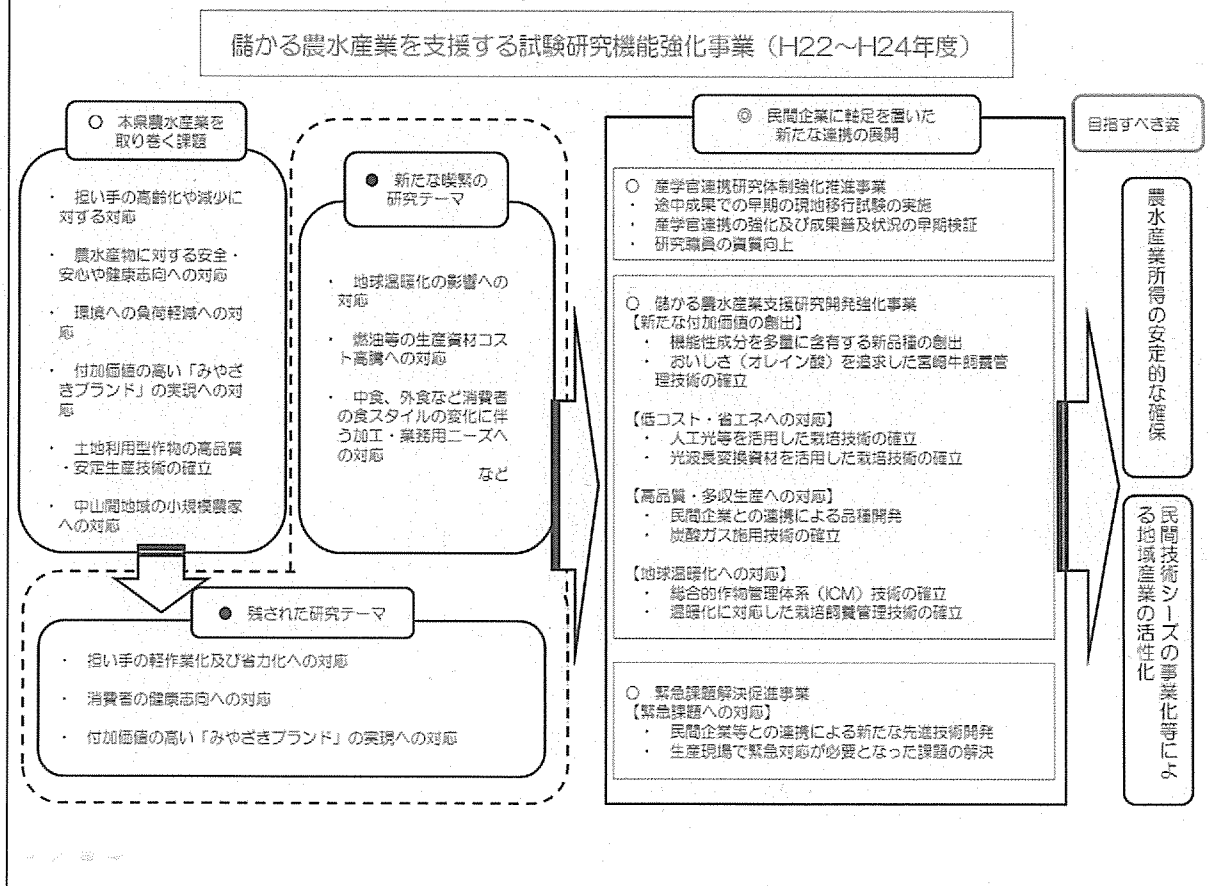 儲かる農水産業を支援する試験研究機能強化事業（H22～H24年度）
○ 本県農水産業を
取り巻く課題
・ 担い手の高齢化や減少に
対する対応
・ 農水産物に対する安全・
安心や健康志向への対応
・ 環境への負荷軽減への対
応
・ 付加価値の高い「みやざ
きブランド」の実現への対
応
・ 土地利用型作物の高品質
・安定生産技術の確立
・ 中山間地域の小規模農家
への対応
● 新たな喫緊の
研究テーマ
・ 地球温暖化の影響への
対応
・ 燃油等の生産資材コス
ト高騰への対応
・ 中食、外食など消費者
の食スタイルの変化に伴
う加工・業務用ニーズへ
の対応
など
● 残された研究テーマ
・ 担い手の軽作業化及び省力化への対応
・ 消費者の健康志向への対応
・ 付加価値の高い「みやざきブランド」の実現への対応
◎ 民間企業に軸足を置いた
新たな連携の展開
○ 産学官連携研究体制強化推進事業
・ 途中成果での早期の現地移行試験の実施
・ 産学官連携の強化及び成果普及状況の早期検証
・ 研究職員の資質向上
○ 儲かる農水産業支援研究開発強化事業
【新たな付加価値の創出】
・ 機能性成分を多量に含有する新品種の創出
・ おいしさ（オレイン酸）を追求した宮崎牛飼養管
理技術の確立
【低コスト・省エネへの対応】
・ 人工光等を活用した栽培技術の確立
・ 光波長変換資材を活用した栽培技術の確立
【高品質・多収生産への対応】
・ 民間企業との連携による品種開発
・ 炭酸ガス施用技術の確立
【地球温暖化への対応】
・ 総合的作物管理体系（ICM）技術の確立
・ 温暖化に対応した栽培飼養管理技術の確立
○ 緊急課題解決促進事業
【緊急課題への対応】
・ 民間企業等との連携による新たな先進技術開発
・ 生産現場で緊急対応が必要となった課題の解決
目指すべき姿
農水産業所得の安定的な確保
民間技術シーズの事業化等によ
る地域産業の活性化